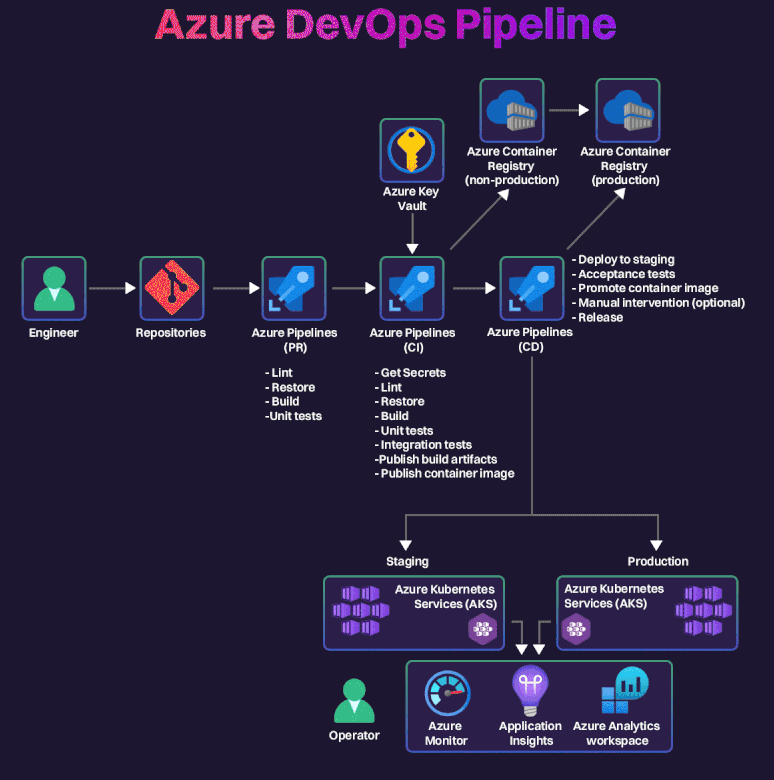 Azure DevOps Pipeline
Azure Container
Registry
(non-production)
Azure Container
Registry
(production)
Azure Key
Vault
Engineer
Repositories
Azure Pipelines
(PR)
- Lint
- Restore
- Build
-Unit tests
Azure Pipelines
(CI)
- Get Secrets
- Lint
- Restore
- Build
- Unit tests
- Integration tests
-Publish build artifacts
- Publish container image
Azure Pipelines
(CD)
- Deploy to staging
- Acceptance tests
- Promote container image
- Manual intervention (optional)
- Release
Staging
Azure Kubernetes
Services (AKS)
Production
Azure Kubernetes
Services (AKS)
Operator
Azure
Monitor
Application
Insights
Azure Analytics
workspace